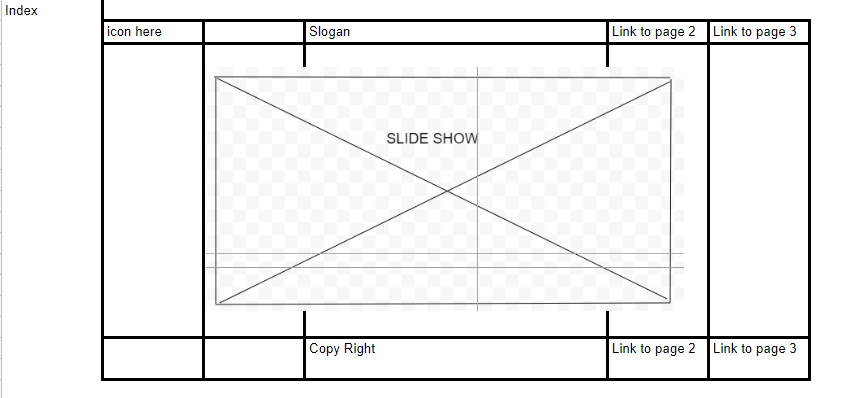 Index
icon here
Slogan
Link to page 2
Link to page 3
SLIDE SHOW
Copy Right
Link to page 2
Link to page 3